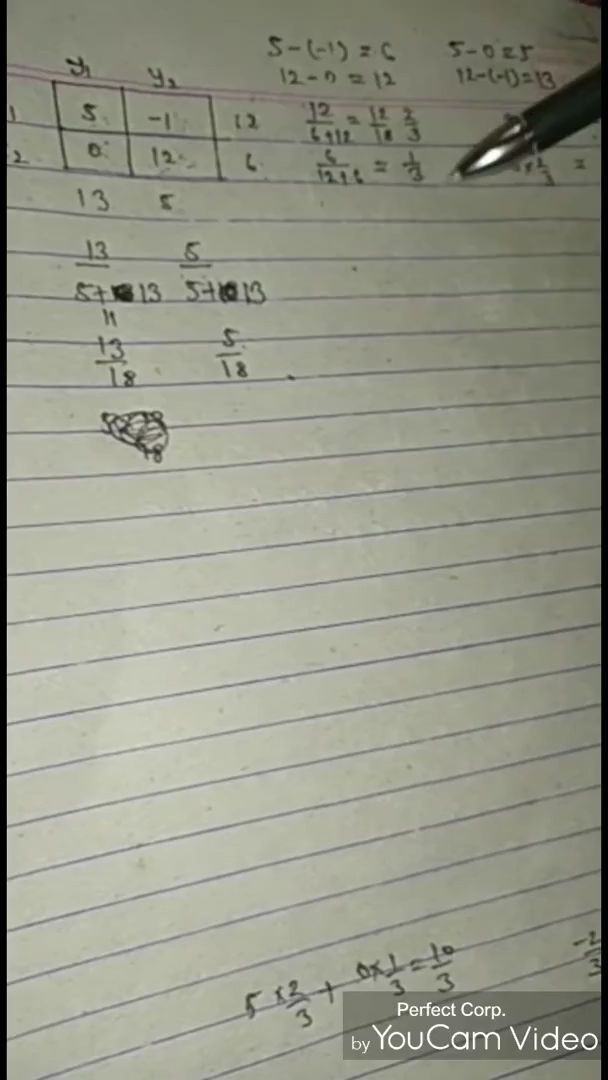 5-(-1) = 6 5-0=5
12-0 = 12 12-(-1)=13
y₁ y₂
1 5 -1 12 12/6+12 = 12/18 2/3
2 0 12 6 6/12+6 = 1/3
13 5
13/5+13 5/5+13
"
13/18 5/18
5 × 2/3 + 0×1/3 = 10/3
Perfect Corp.
by YouCam Video